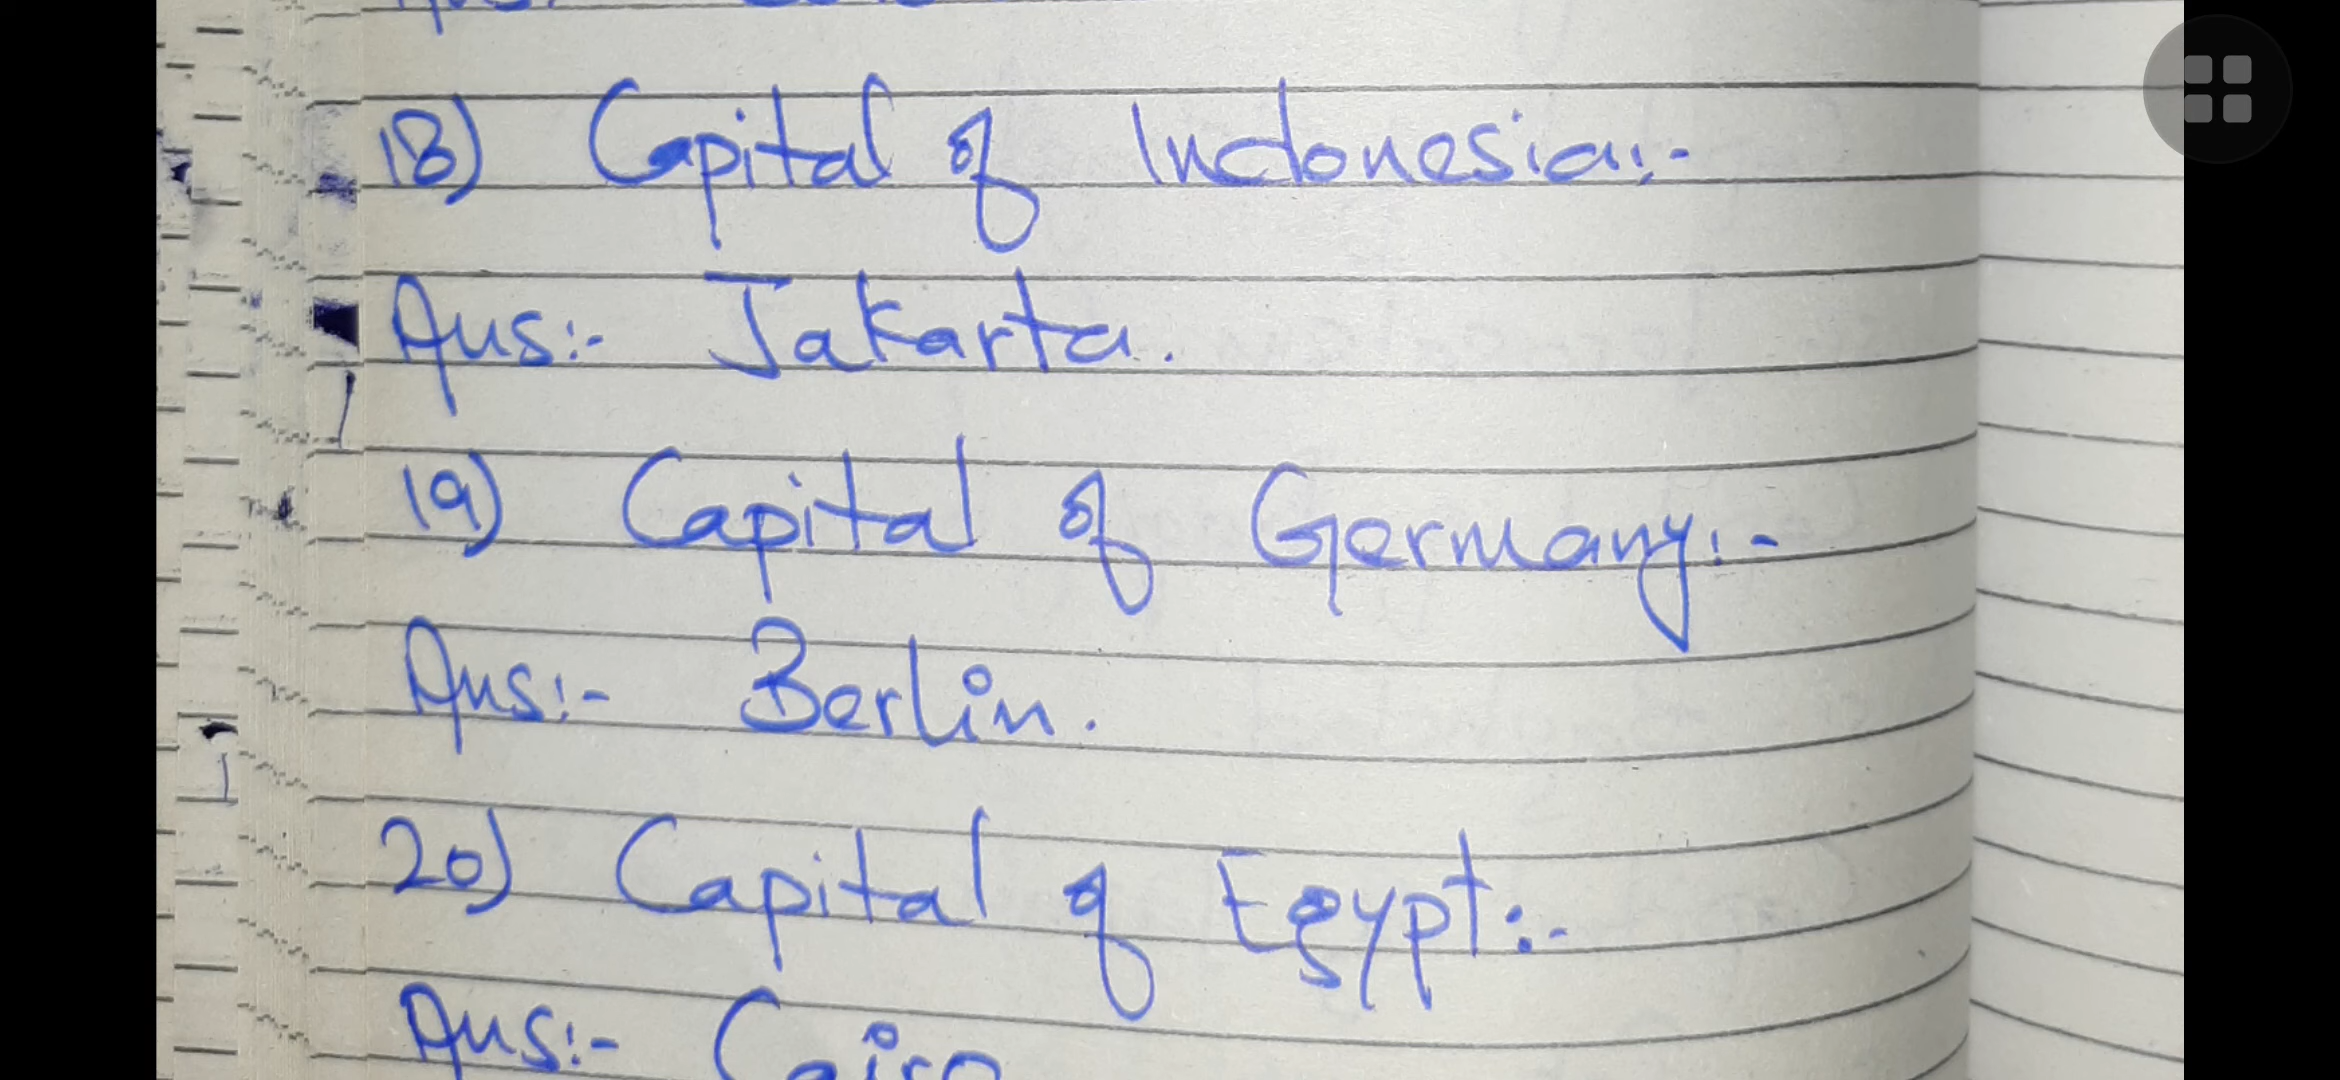 18) Capital of Indonesia:-
Ans:- Jakarta.
19) Capital of Germany:-
Ans:- Berlin.
20) Capital of Egypt:-
Ans:- Cairo